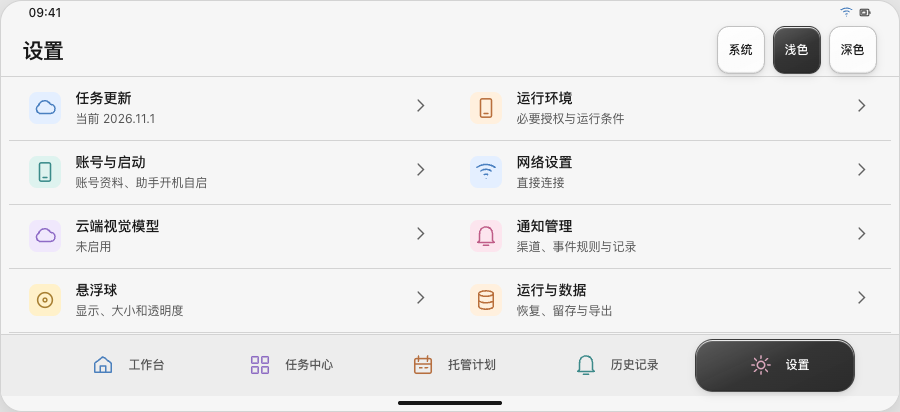 09:41
设置
系统
浅色
深色
任务更新
当前 2026.11.1
运行环境
必要授权与运行条件
账号与启动
账号资料、助手开机自启
网络设置
直接连接
云端视觉模型
未启用
通知管理
渠道、事件规则与记录
悬浮球
显示、大小和透明度
运行与数据
恢复、留存与导出
工作台
任务中心
托管计划
历史记录
设置